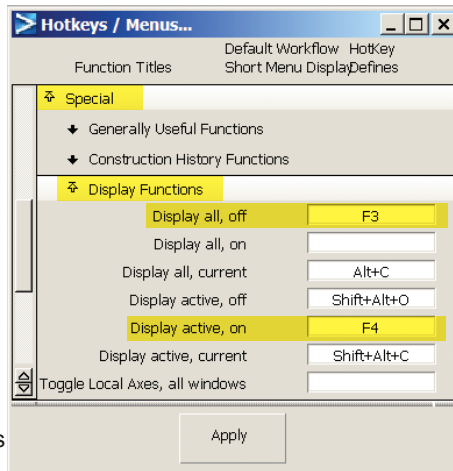 Hotkeys / Menus...
Default Workflow HotKey
Function Titles Short Menu Display Defines
Special
Generally Useful Functions
Construction History Functions
Display Functions
Display all, off F3
Display all, on
Display all, current Alt+C
Display active, off Shift+Alt+O
Display active, on F4
Display active, current Shift+Alt+C
Toggle Local Axes, all windows
s
Apply